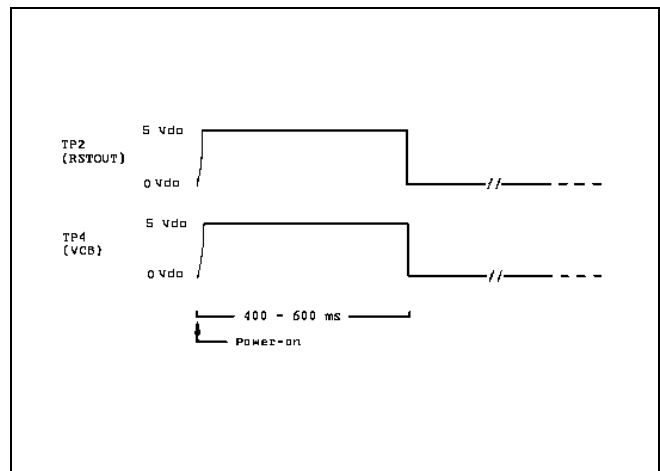 5 Vdc
TP2
(RSTOUT)
0 Vdc
5 Vdc
TP4
(VCB)
0 Vdc
400 - 600 ms
Power-on